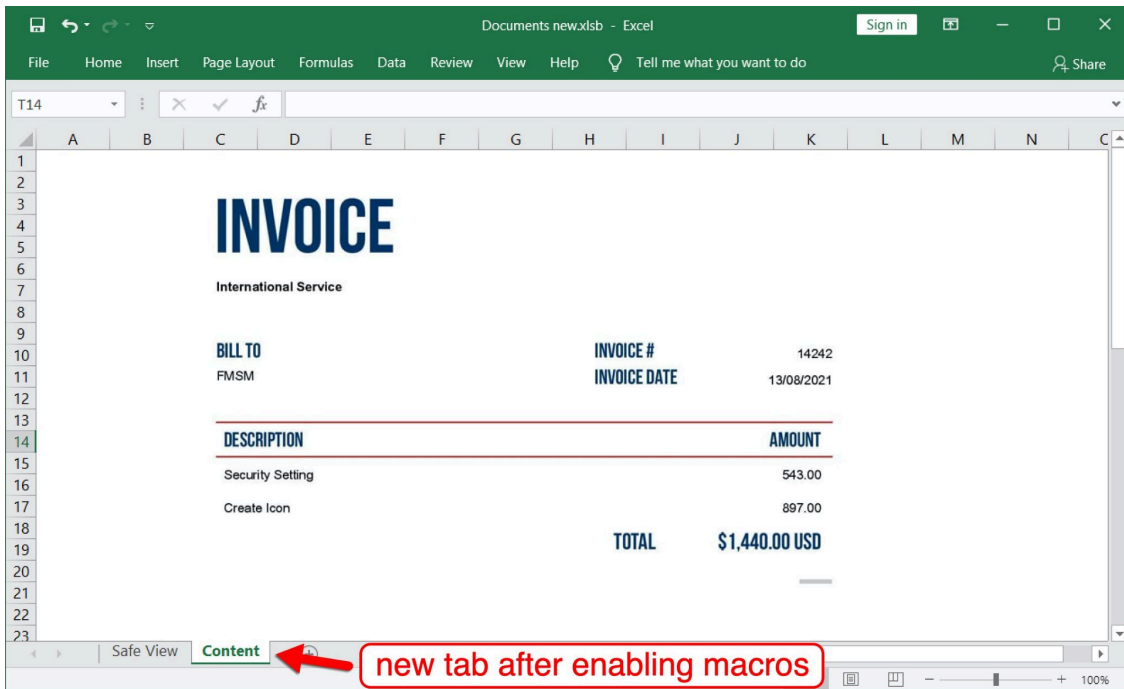 Documents new.xlsb - Excel Sign in
File Home Insert Page Layout Formulas Data Review View Help Tell me what you want to do Share
T14 fx
A B C D E F G H I J K L M N
1
2
3
4
5
6
7
8
9
10
11
12
13
14
15
16
17
18
19
20
21
22
23
INVOICE
International Service
BILL TO INVOICE # 14242
FMSM INVOICE DATE 13/08/2021
DESCRIPTION AMOUNT
Security Setting 543.00
Create Icon 897.00
TOTAL $1,440.00 USD
Safe View Content
new tab after enabling macros
100%